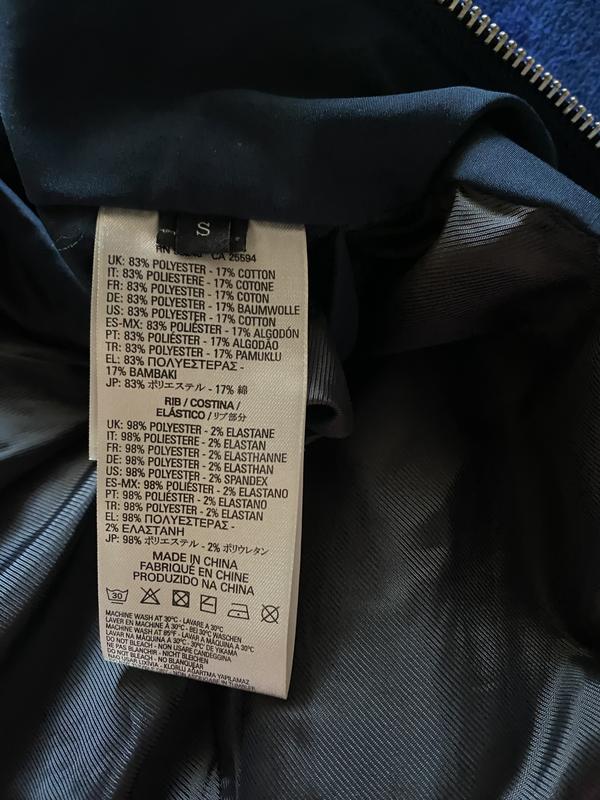 S
CA 25594
UK: 83% POLYESTER - 17% COTTON
IT: 83% POLIESTERE - 17% COTONE
FR: 83% POLYESTER - 17% COTON
DE: 83% POLYESTER - 17% BAUMWOLLE
US: 83% POLYESTER - 17% COTTON
ES-MX: 83% POLIÉSTER - 17% ALGODÓN
PT: 83% POLIÉSTER - 17% ALGODÃO
TR: 83% POLYESTER - 17% PAMUKLU
EL: 83% ΠΟΛΥΕΣΤΕΡΑΣ -
17% ΒΑΜΒΑΚΙ
JP: 83% ポリエステル - 17% 綿
RIB / COSTINA /
ELÁSTICO / リブ部分
UK: 98% POLYESTER - 2% ELASTANE
IT: 98% POLIESTERE - 2% ELASTAN
FR: 98% POLYESTER - 2% ELASTHANNE
DE: 98% POLYESTER - 2% ELASTHAN
US: 98% POLYESTER - 2% SPANDEX
ES-MX: 98% POLIÉSTER - 2% ELASTANO
PT: 98% POLIÉSTER - 2% ELASTANO
TR: 98% POLYESTER - 2% ELASTAN
EL: 98% ΠΟΛΥΕΣΤΕΡΑΣ -
2% ΕΛΑΣΤΑΝΗ
JP: 98% ポリエステル - 2% ポリウレタン
MADE IN CHINA
FABRIQUÉ EN CHINE
PRODUZIDO NA CHINA
30
MACHINE WASH AT 30°C - LAVARE A 30°C
LAVER EN MACHINE À 30°C - BEI 30°C WASCHEN
MACHINE WASH AT 85°F - LAVAR A MÁQUINA A 30°C
LAVAR NA MÁQUINA A 30°C - 30°C DE YIKAMA
DO NOT BLEACH - NON USARE CANDEGGINA
NE PAS BLANCHIR - NICHT BLEICHEN
DO NOT BLEACH - NO BLANQUEAR
NAO USAR LIXIVIA - KLORLU AGARTMA YAPILAMAZ